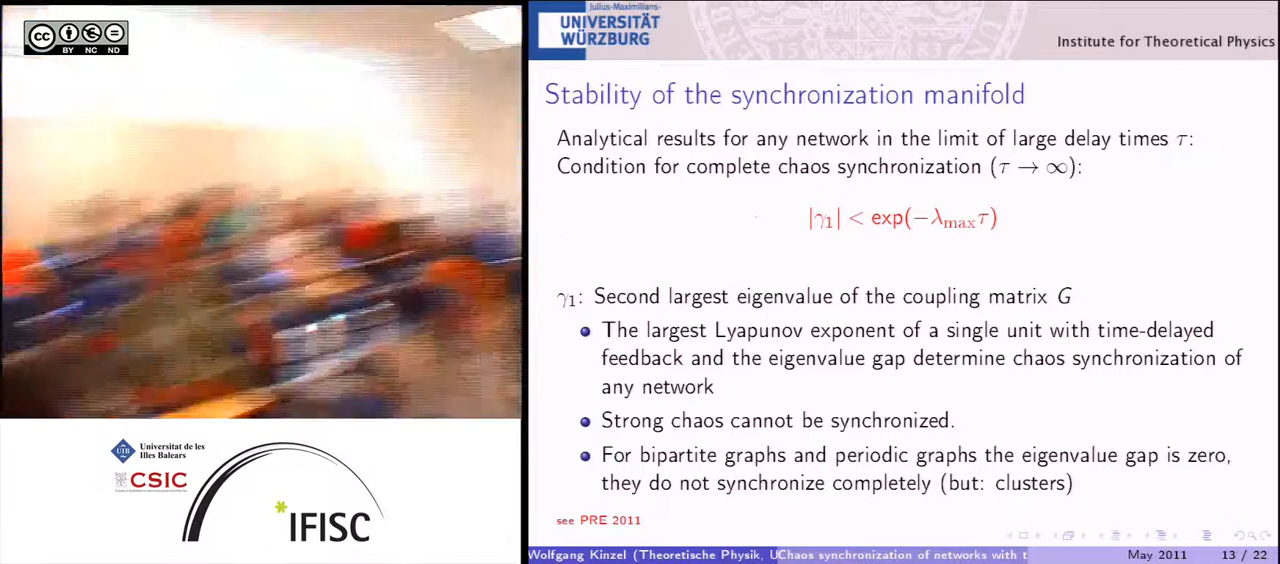 cc
BY NC ND
Universitat de les
Illes Balears
CSIC
IFISC
Julius-Maximilians-
UNIVERSITÄT
WÜRZBURG
Institute for Theoretical Physics
Stability of the synchronization manifold
Analytical results for any network in the limit of large delay times τ:
Condition for complete chaos synchronization (τ → ∞):
|γ₁| < exp(−λmaxτ)
γ₁: Second largest eigenvalue of the coupling matrix G
The largest Lyapunov exponent of a single unit with time-delayed
feedback and the eigenvalue gap determine chaos synchronization of
any network
Strong chaos cannot be synchronized.
For bipartite graphs and periodic graphs the eigenvalue gap is zero,
they do not synchronize completely (but: clusters)
see PRE 2011
Wolfgang Kinzel (Theoretische Physik, U Chaos synchronization of networks with t May 2011 13 / 22